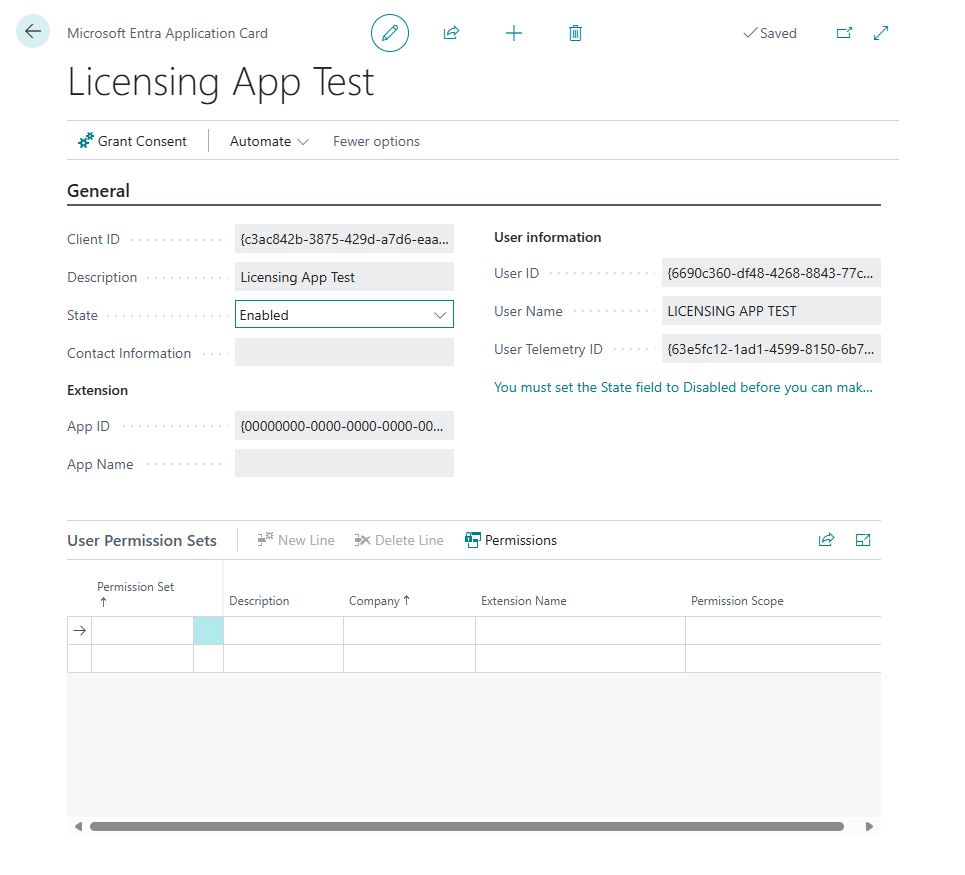 Microsoft Entra Application Card
Saved
Licensing App Test
Grant Consent
Automate
Fewer options
General
Client ID
{c3ac842b-3875-429d-a7d6-eaa...
Description
Licensing App Test
State
Enabled
Contact Information
Extension
App ID
{00000000-0000-0000-0000-00...
App Name
User information
User ID
{6690c360-df48-4268-8843-77c...
User Name
LICENSING APP TEST
User Telemetry ID
{63e5fc12-1ad1-4599-8150-6b7...
You must set the State field to Disabled before you can mak...
User Permission Sets
New Line
Delete Line
Permissions
Permission Set ↑
Description
Company ↑
Extension Name
Permission Scope